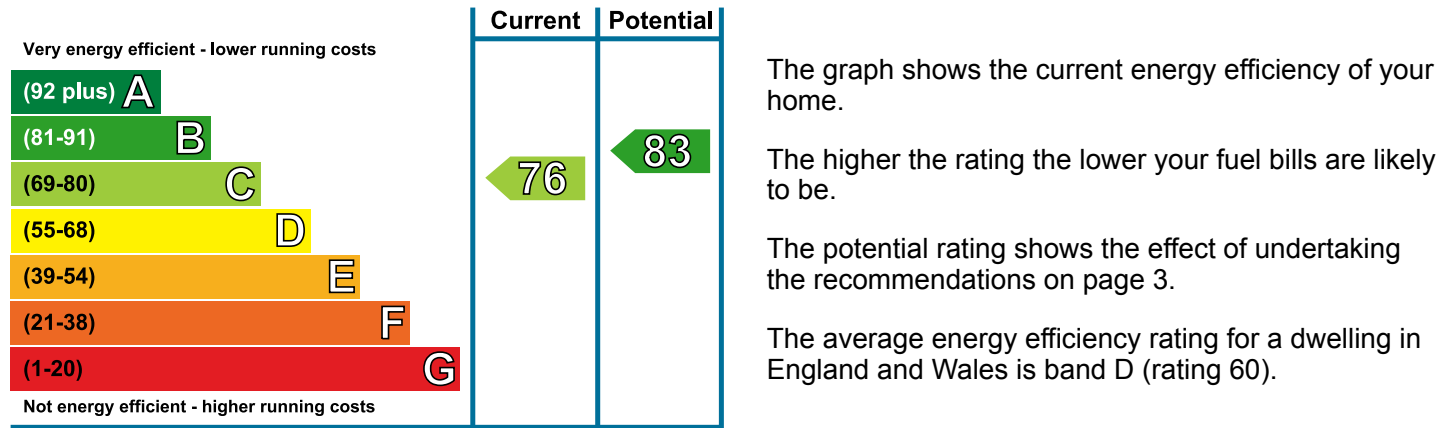 Current Potential
Very energy efficient - lower running costs
(92 plus) A
(81-91) B
(69-80) C
(55-68) D
(39-54) E
(21-38) F
(1-20) G
Not energy efficient - higher running costs
76
83
The graph shows the current energy efficiency of your
home.
The higher the rating the lower your fuel bills are likely
to be.
The potential rating shows the effect of undertaking
the recommendations on page 3.
The average energy efficiency rating for a dwelling in
England and Wales is band D (rating 60).